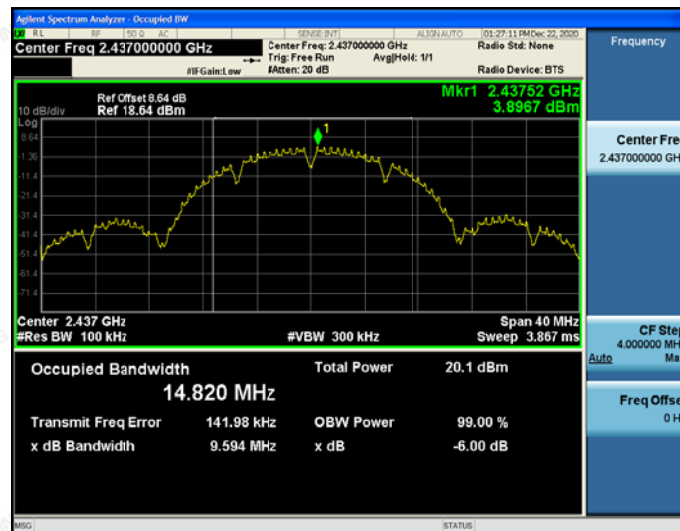 Agilent Spectrum Analyzer - Occupied BW
RL RF 50 Ω AC SENSE:INT ALIGN AUTO 01:27:11 PM Dec 22, 2020
Center Freq 2.437000000 GHz
Center Freq: 2.437000000 GHz
Radio Std: None
Trig: Free Run Avg|Hold: 1/1
#IFGain:Low
#Atten: 20 dB
Radio Device: BTS
Frequency
Mkr1 2.43752 GHz
3.8967 dBm
Ref Offset 8.64 dB
10 dB/div Ref 18.64 dBm
Log
1
8.64
-1.36
-11.4
-21.4
-31.4
-41.4
-51.4
-61.4
-71.4
Center 2.437 GHz Span 40 MHz
#Res BW 100 kHz #VBW 300 kHz Sweep 3.867 ms
Occupied Bandwidth
14.820 MHz
Total Power 20.1 dBm
Transmit Freq Error 141.98 kHz OBW Power 99.00 %
x dB Bandwidth 9.594 MHz x dB -6.00 dB
Center Fre
2.437000000 GH
CF Step
4.000000 MH
Auto Ma
Freq Offse
0 H
MSG STATUS